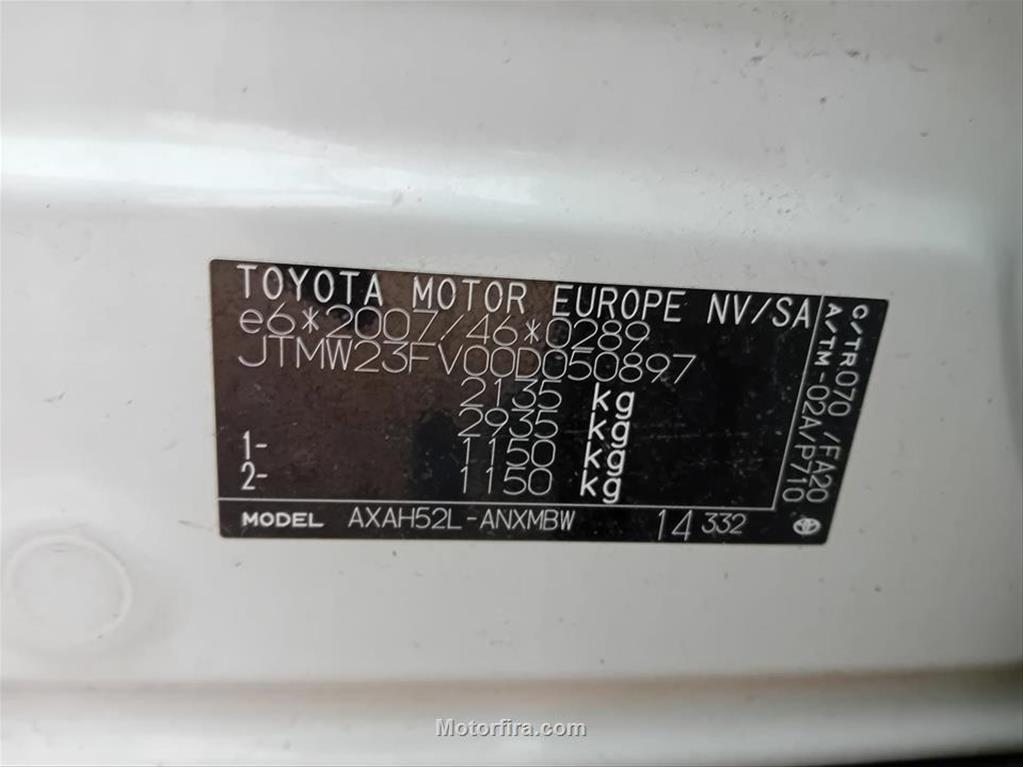 TOYOTA MOTOR EUROPE NV/SA
e6*2007/46*0289
JTMW23FV00D050897
2135 kg
2935 kg
1- 1150 kg
2- 1150 kg
C/TR070 /FA20
A/TM-02A/P710
MODEL AXAH52L-ANXMBW 14 332
Motorfira.com